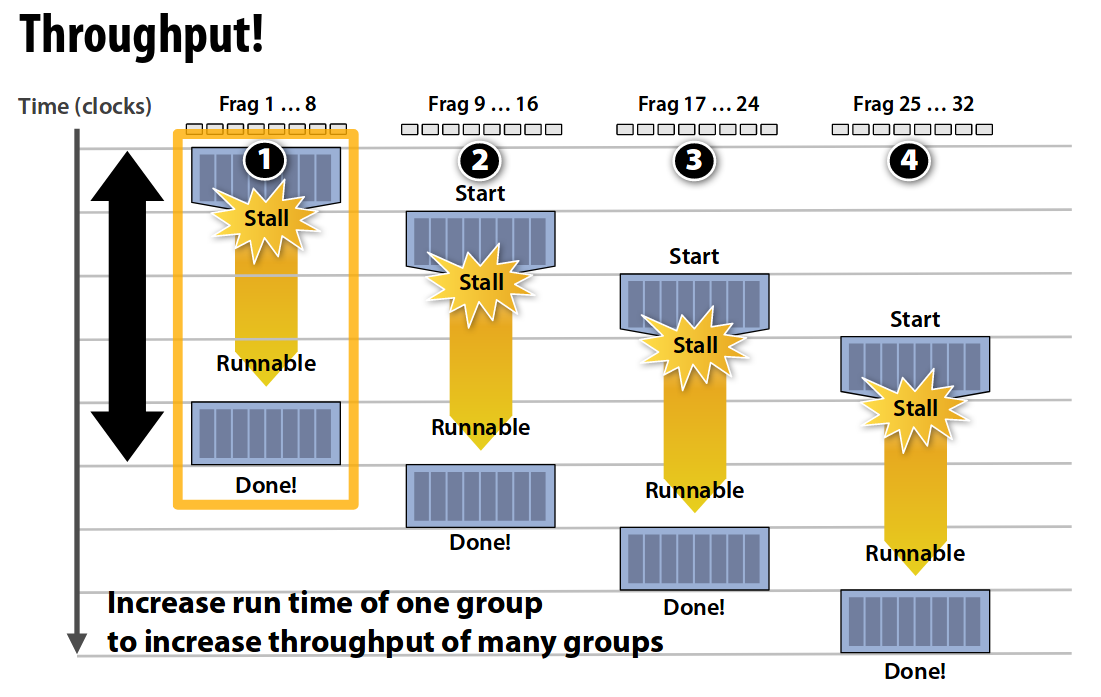 Throughput!
Time (clocks)
Frag 1 … 8
Frag 9 … 16
Frag 17 … 24
Frag 25 … 32
1
2
3
4
Start
Stall
Start
Stall
Start
Stall
Runnable
Stall
Runnable
Done!
Runnable
Done!
Runnable
Done!
Done!
Increase run time of one group
to increase throughput of many groups